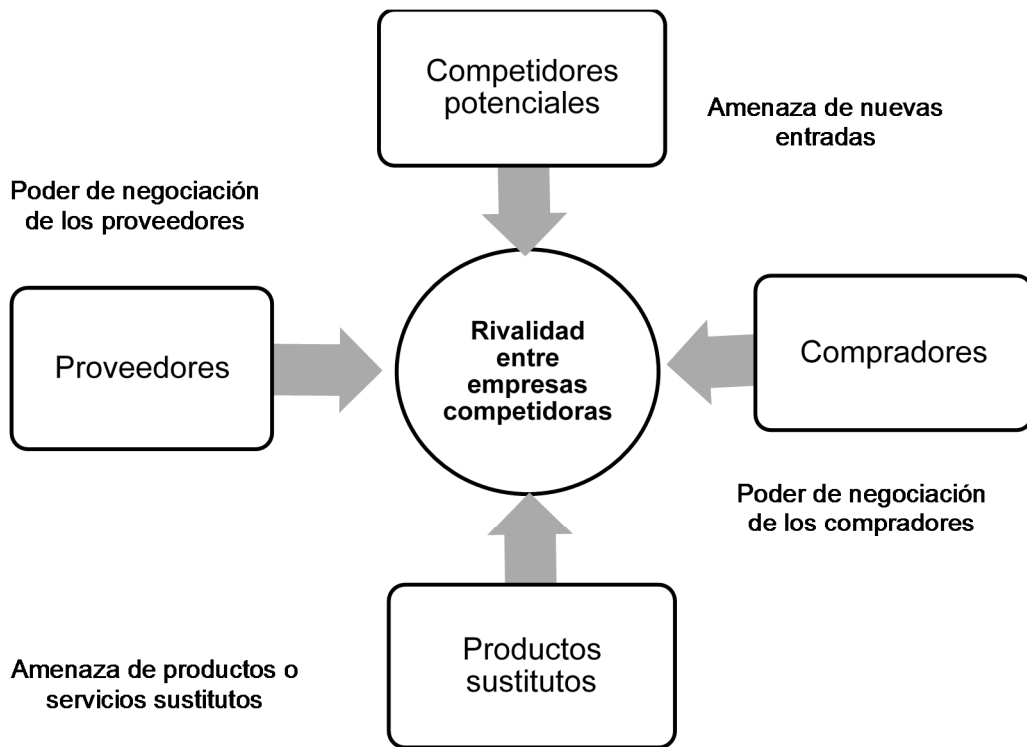 Competidores
potenciales
Amenaza de nuevas
entradas
Poder de negociación
de los proveedores
Proveedores
Rivalidad
entre
empresas
competidoras
Compradores
Poder de negociación
de los compradores
Productos
sustitutos
Amenaza de productos o
servicios sustitutos